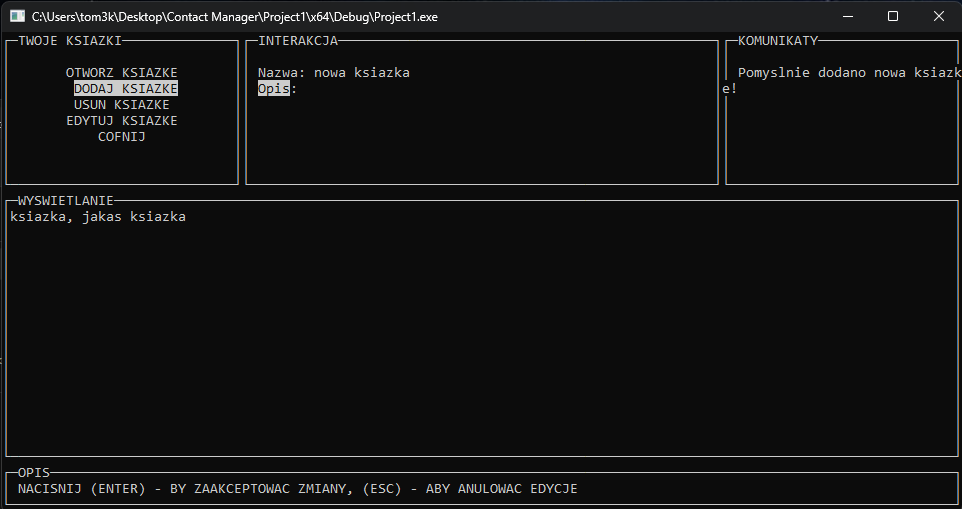 C:\Users\tom3k\Desktop\Contact Manager\Project1\x64\Debug\Project1.exe
TWOJE KSIAZKI
OTWORZ KSIAZKE
DODAJ KSIAZKE
USUN KSIAZKE
EDYTUJ KSIAZKE
COFNIJ
INTERAKCJA
Nazwa: nowa ksiazka
Opis:
KOMUNIKATY
Pomyslnie dodano nowa ksiazk
e!
WYSWIETLANIE
ksiazka, jakas ksiazka
OPIS
NACISNIJ (ENTER) - BY ZAAKCEPTOWAC ZMIANY, (ESC) - ABY ANULOWAC EDYCJE